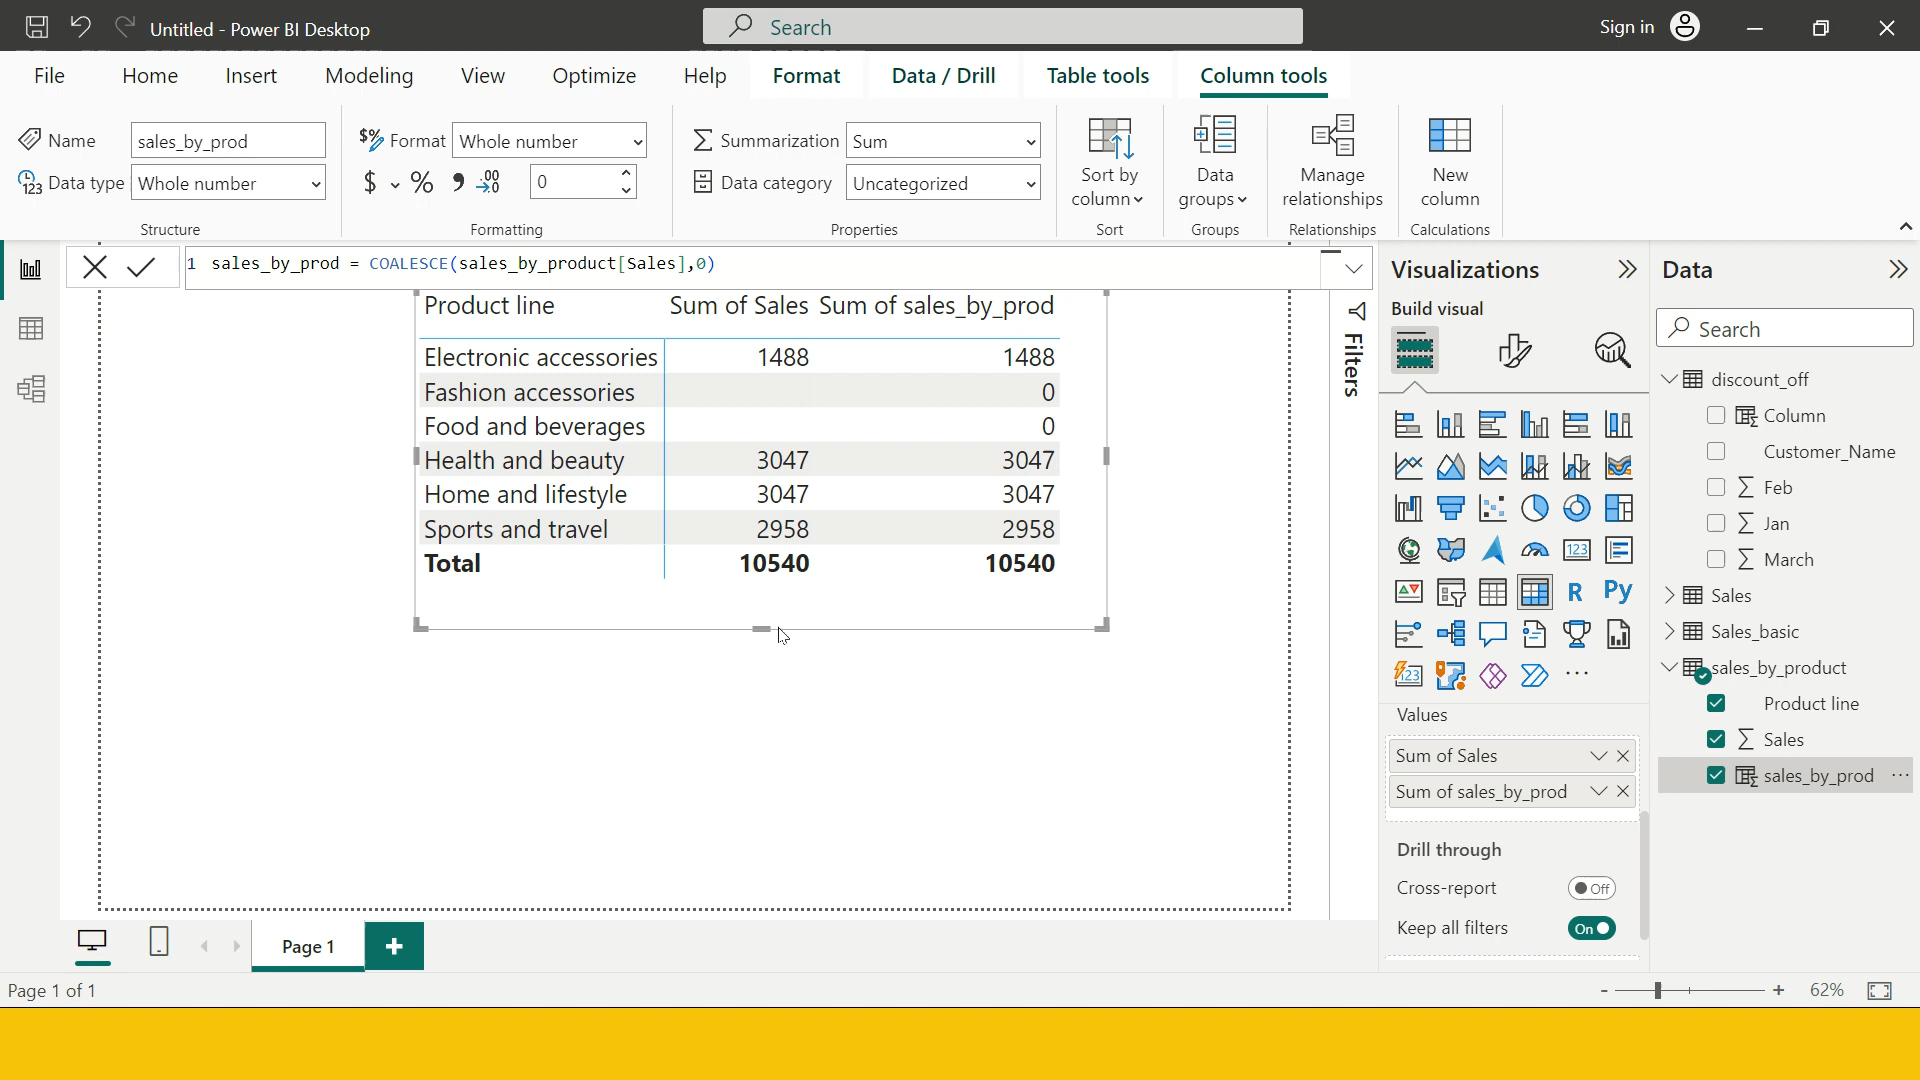 Untitled - Power BI Desktop
Search
Sign in
File Home Insert Modeling View Optimize Help Format Data / Drill Table tools Column tools
Name sales_by_prod
Data type Whole number
Structure
$% Format Whole number
$ % 9 .00 0
Formatting
Summarization Sum
Data category Uncategorized
Properties
Sort by
column
Sort
Data
groups
Groups
Manage
relationships
Relationships
New
column
Calculations
1 sales_by_prod = COALESCE(sales_by_product[Sales],0)
Product line Sum of Sales Sum of sales_by_prod
Electronic accessories 1488 1488
Fashion accessories 0
Food and beverages 0
Health and beauty 3047 3047
Home and lifestyle 3047 3047
Sports and travel 2958 2958
Total 10540 10540
Filters
Visualizations
Build visual
123
R Py
123
Values
Sum of Sales
Sum of sales_by_prod
Drill through
Cross-report Off
Keep all filters On
Data
Search
discount_off
Column
Customer_Name
Feb
Jan
March
Sales
Sales_basic
sales_by_product
Product line
Sales
sales_by_prod
Page 1
Page 1 of 1
- + 62%